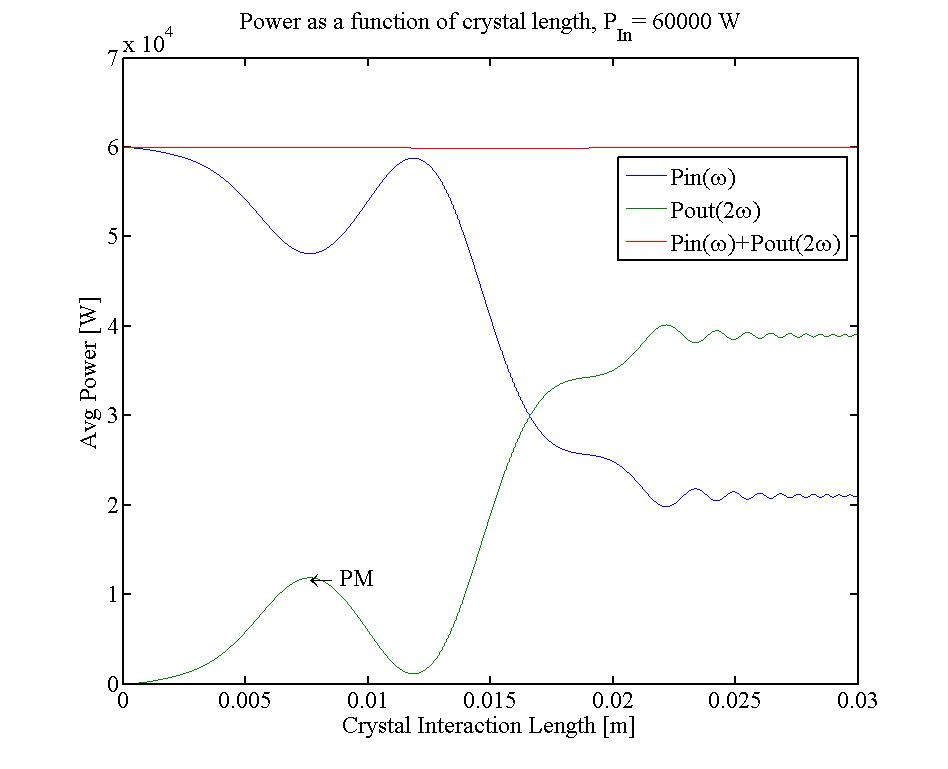 Power as a function of crystal length, P_In= 60000 W
x 10^4
7
6
5
4
3
2
1
0
Avg Power [W]
Pin(ω)
Pout(2ω)
Pin(ω)+Pout(2ω)
← PM
0 0.005 0.01 0.015 0.02 0.025 0.03
Crystal Interaction Length [m]